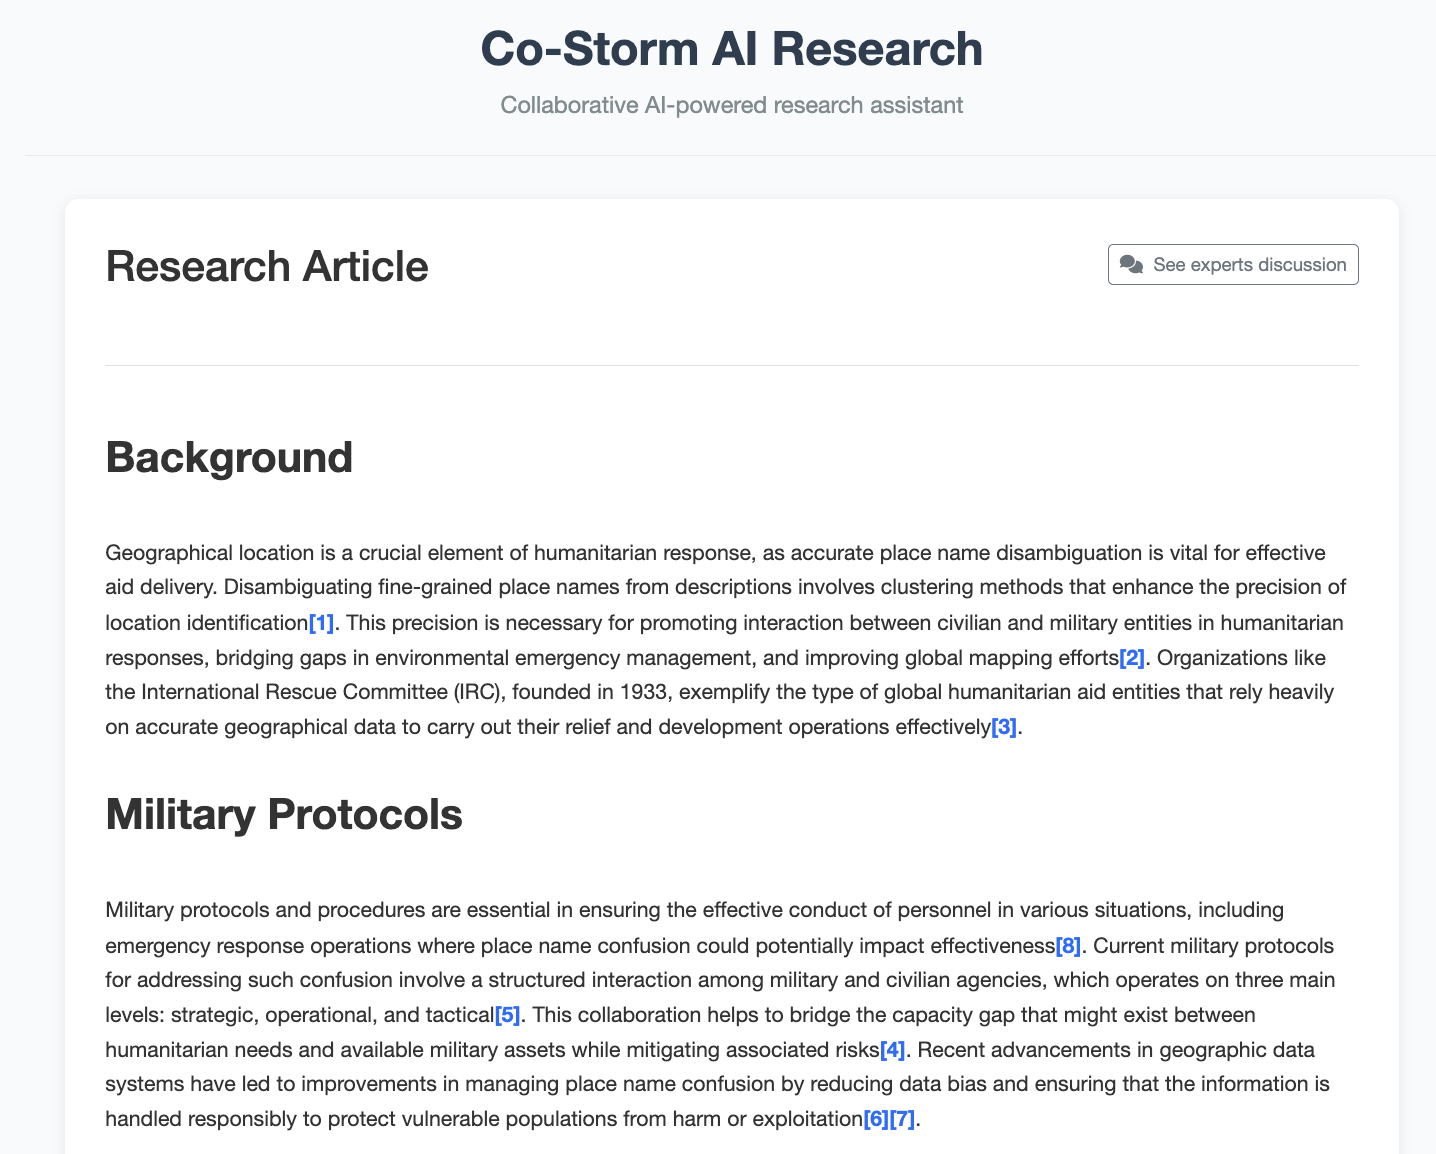 Co-Storm AI Research
Collaborative AI-powered research assistant
Research Article
See experts discussion
Background
Geographical location is a crucial element of humanitarian response, as accurate place name disambiguation is vital for effective
aid delivery. Disambiguating fine-grained place names from descriptions involves clustering methods that enhance the precision of
location identification[1]. This precision is necessary for promoting interaction between civilian and military entities in humanitarian
responses, bridging gaps in environmental emergency management, and improving global mapping efforts[2]. Organizations like
the International Rescue Committee (IRC), founded in 1933, exemplify the type of global humanitarian aid entities that rely heavily
on accurate geographical data to carry out their relief and development operations effectively[3].
Military Protocols
Military protocols and procedures are essential in ensuring the effective conduct of personnel in various situations, including
emergency response operations where place name confusion could potentially impact effectiveness[8]. Current military protocols
for addressing such confusion involve a structured interaction among military and civilian agencies, which operates on three main
levels: strategic, operational, and tactical[5]. This collaboration helps to bridge the capacity gap that might exist between
humanitarian needs and available military assets while mitigating associated risks[4]. Recent advancements in geographic data
systems have led to improvements in managing place name confusion by reducing data bias and ensuring that the information is
handled responsibly to protect vulnerable populations from harm or exploitation[6][7].